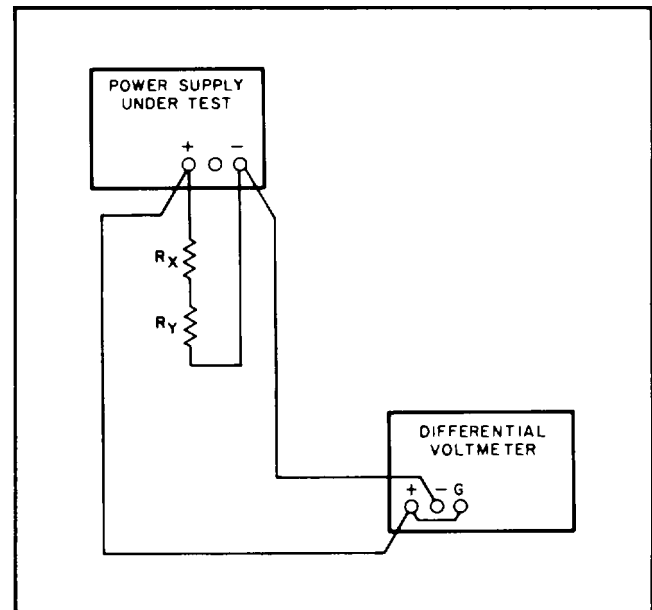 POWER SUPPLY
UNDER TEST
+ -
RX
RY
DIFFERENTIAL
VOLTMETER
+ - G